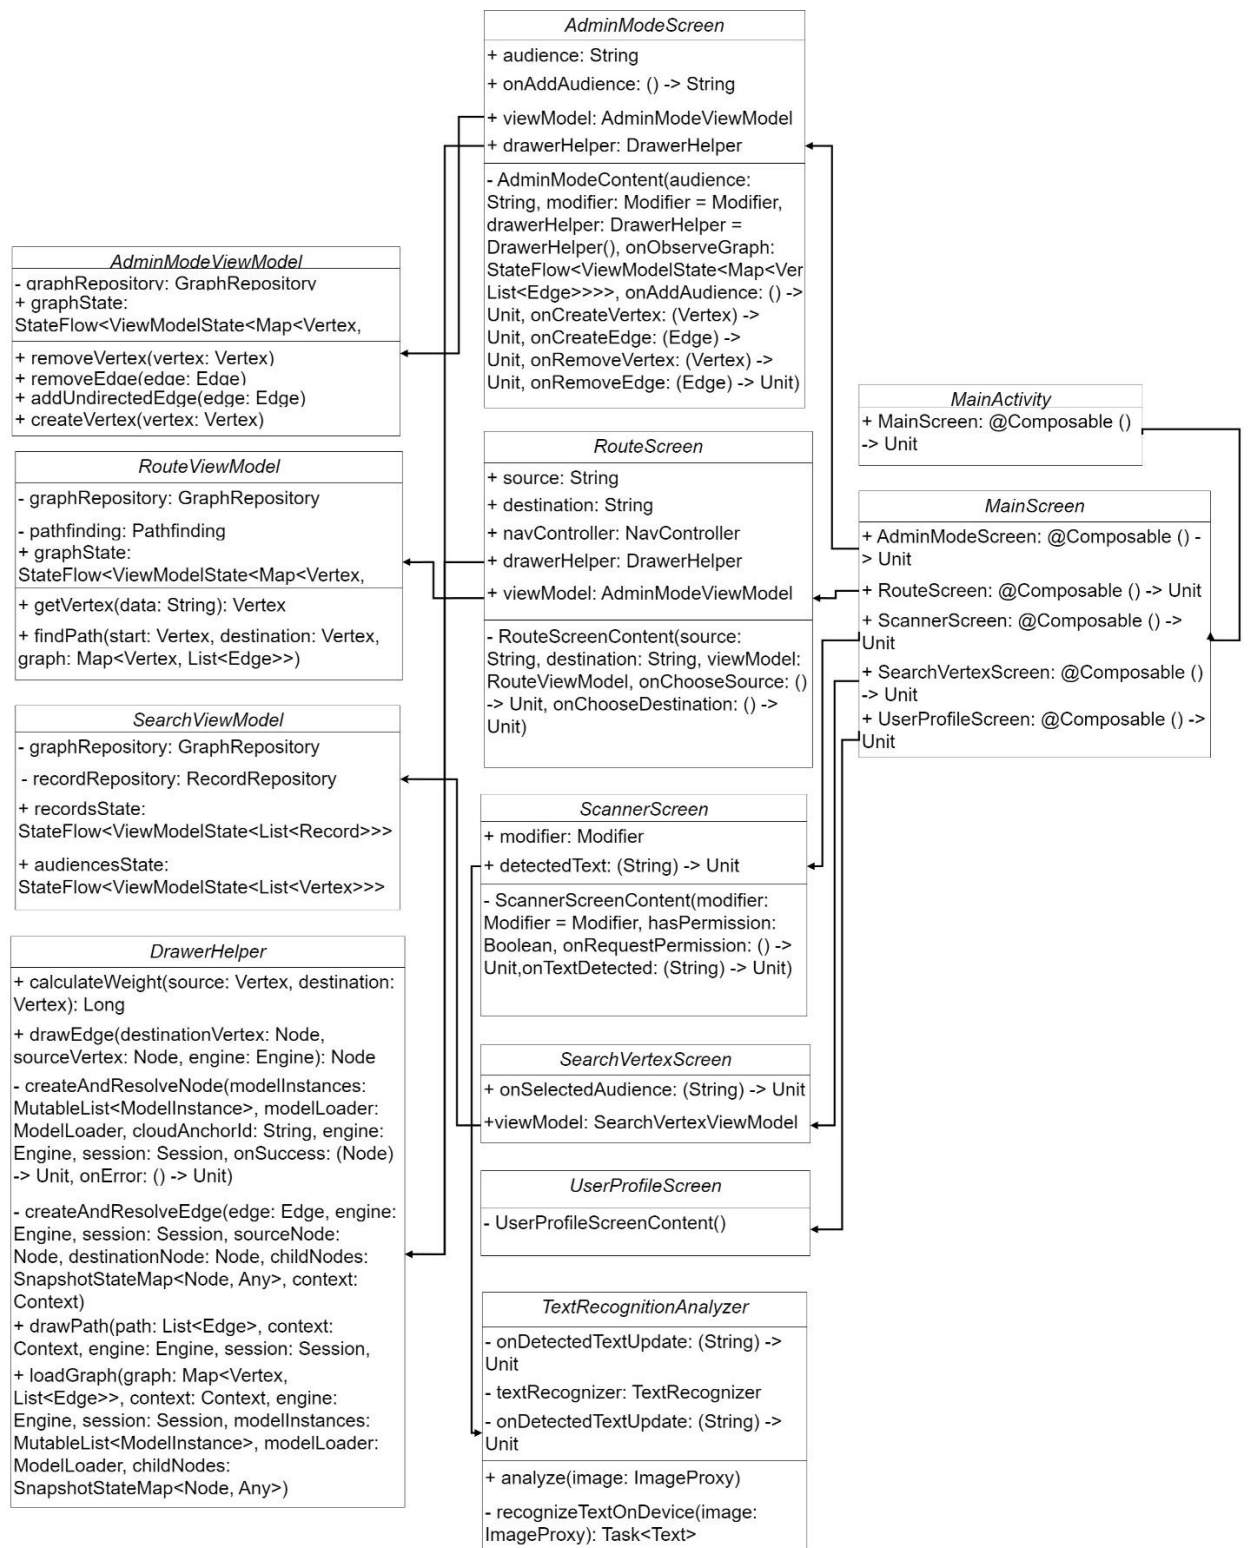 AdminModeScreen
+ audience: String
+ onAddAudience: () -> String
+ viewModel: AdminModeViewModel
+ drawerHelper: DrawerHelper
- AdminModeContent(audience:
String, modifier: Modifier = Modifier,
drawerHelper: DrawerHelper =
DrawerHelper(), onObserveGraph:
StateFlow<ViewModelState<Map<Ver
List<Edge>>>>, onAddAudience: () ->
Unit, onCreateVertex: (Vertex) ->
Unit, onCreateEdge: (Edge) ->
Unit, onRemoveVertex: (Vertex) ->
Unit, onRemoveEdge: (Edge) -> Unit)
AdminModeViewModel
- graphRepository: GraphRepository
+ graphState:
StateFlow<ViewModelState<Map<Vertex,
+ removeVertex(vertex: Vertex)
+ removeEdge(edge: Edge)
+ addUndirectedEdge(edge: Edge)
+ createVertex(vertex: Vertex)
RouteViewModel
- graphRepository: GraphRepository
- pathfinding: Pathfinding
+ graphState:
StateFlow<ViewModelState<Map<Vertex,
+ getVertex(data: String): Vertex
+ findPath(start: Vertex, destination: Vertex,
graph: Map<Vertex, List<Edge>>)
SearchViewModel
- graphRepository: GraphRepository
- recordRepository: RecordRepository
+ recordsState:
StateFlow<ViewModelState<List<Record>>>
+ audiencesState:
StateFlow<ViewModelState<List<Vertex>>>
DrawerHelper
+ calculateWeight(source: Vertex, destination:
Vertex): Long
+ drawEdge(destinationVertex: Node,
sourceVertex: Node, engine: Engine): Node
- createAndResolveNode(modelInstances:
MutableList<ModelInstance>, modelLoader:
ModelLoader, cloudAnchorId: String, engine:
Engine, session: Session, onSuccess: (Node)
-> Unit, onError: () -> Unit)
- createAndResolveEdge(edge: Edge, engine:
Engine, session: Session, sourceNode:
Node, destinationNode: Node, childNodes:
SnapshotStateMap<Node, Any>, context:
Context)
+ drawPath(path: List<Edge>, context:
Context, engine: Engine, session: Session,
+ loadGraph(graph: Map<Vertex,
List<Edge>>, context: Context, engine:
Engine, session: Session, modelInstances:
MutableList<ModelInstance>, modelLoader:
ModelLoader, childNodes:
SnapshotStateMap<Node, Any>)
RouteScreen
+ source: String
+ destination: String
+ navController: NavController
+ drawerHelper: DrawerHelper
+ viewModel: AdminModeViewModel
- RouteScreenContent(source:
String, destination: String, viewModel:
RouteViewModel, onChooseSource: ()
-> Unit, onChooseDestination: () ->
Unit)
ScannerScreen
+ modifier: Modifier
+ detectedText: (String) -> Unit
- ScannerScreenContent(modifier:
Modifier = Modifier, hasPermission:
Boolean, onRequestPermission: () ->
Unit,onTextDetected: (String) -> Unit)
SearchVertexScreen
+ onSelectedAudience: (String) -> Unit
+viewModel: SearchVertexViewModel
UserProfileScreen
- UserProfileScreenContent()
TextRecognitionAnalyzer
- onDetectedTextUpdate: (String) ->
Unit
- textRecognizer: TextRecognizer
- onDetectedTextUpdate: (String) ->
Unit
+ analyze(image: ImageProxy)
- recognizeTextOnDevice(image:
ImageProxy): Task<Text>
MainActivity
+ MainScreen: @Composable ()
-> Unit
MainScreen
+ AdminModeScreen: @Composable () -
> Unit
+ RouteScreen: @Composable () -> Unit
+ ScannerScreen: @Composable () ->
Unit
+ SearchVertexScreen: @Composable ()
-> Unit
+ UserProfileScreen: @Composable () ->
Unit